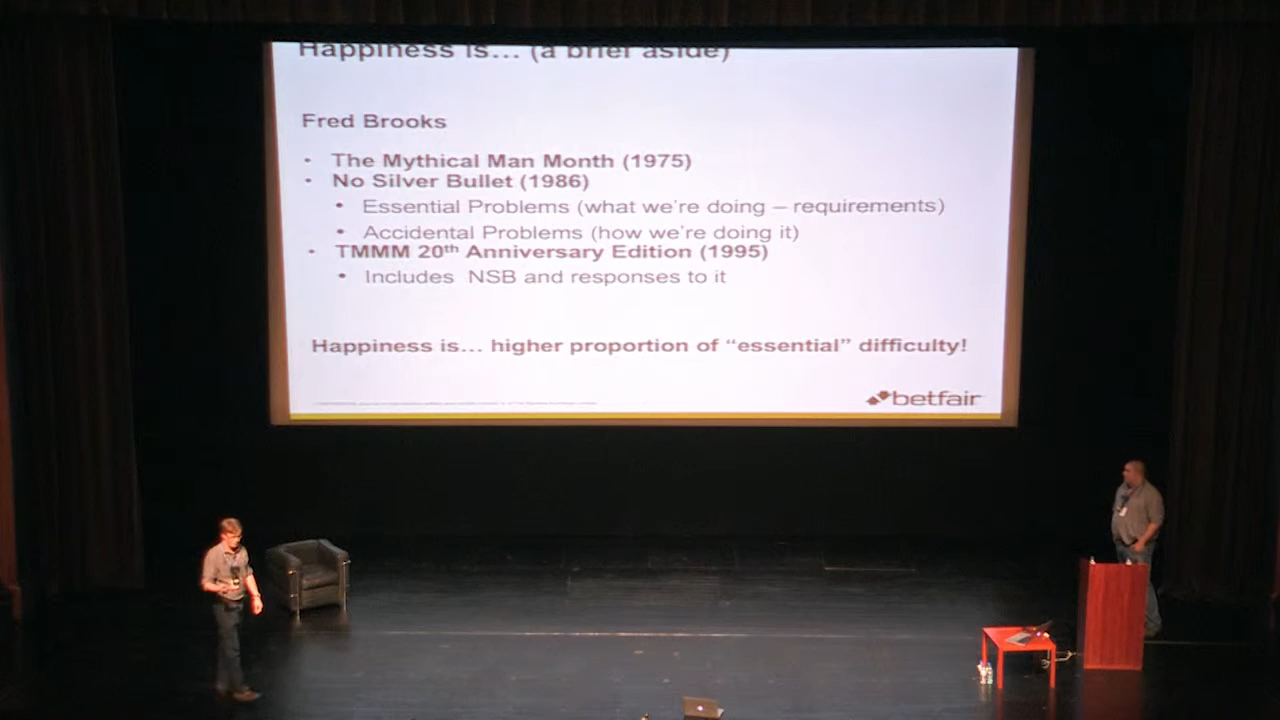 Happiness is... (a brief aside)
Fred Brooks
• The Mythical Man Month (1975)
• No Silver Bullet (1986)
• Essential Problems (what we're doing – requirements)
• Accidental Problems (how we're doing it)
• TMMM 20th Anniversary Edition (1995)
• Includes NSB and responses to it
Happiness is... higher proportion of “essential” difficulty!
betfair